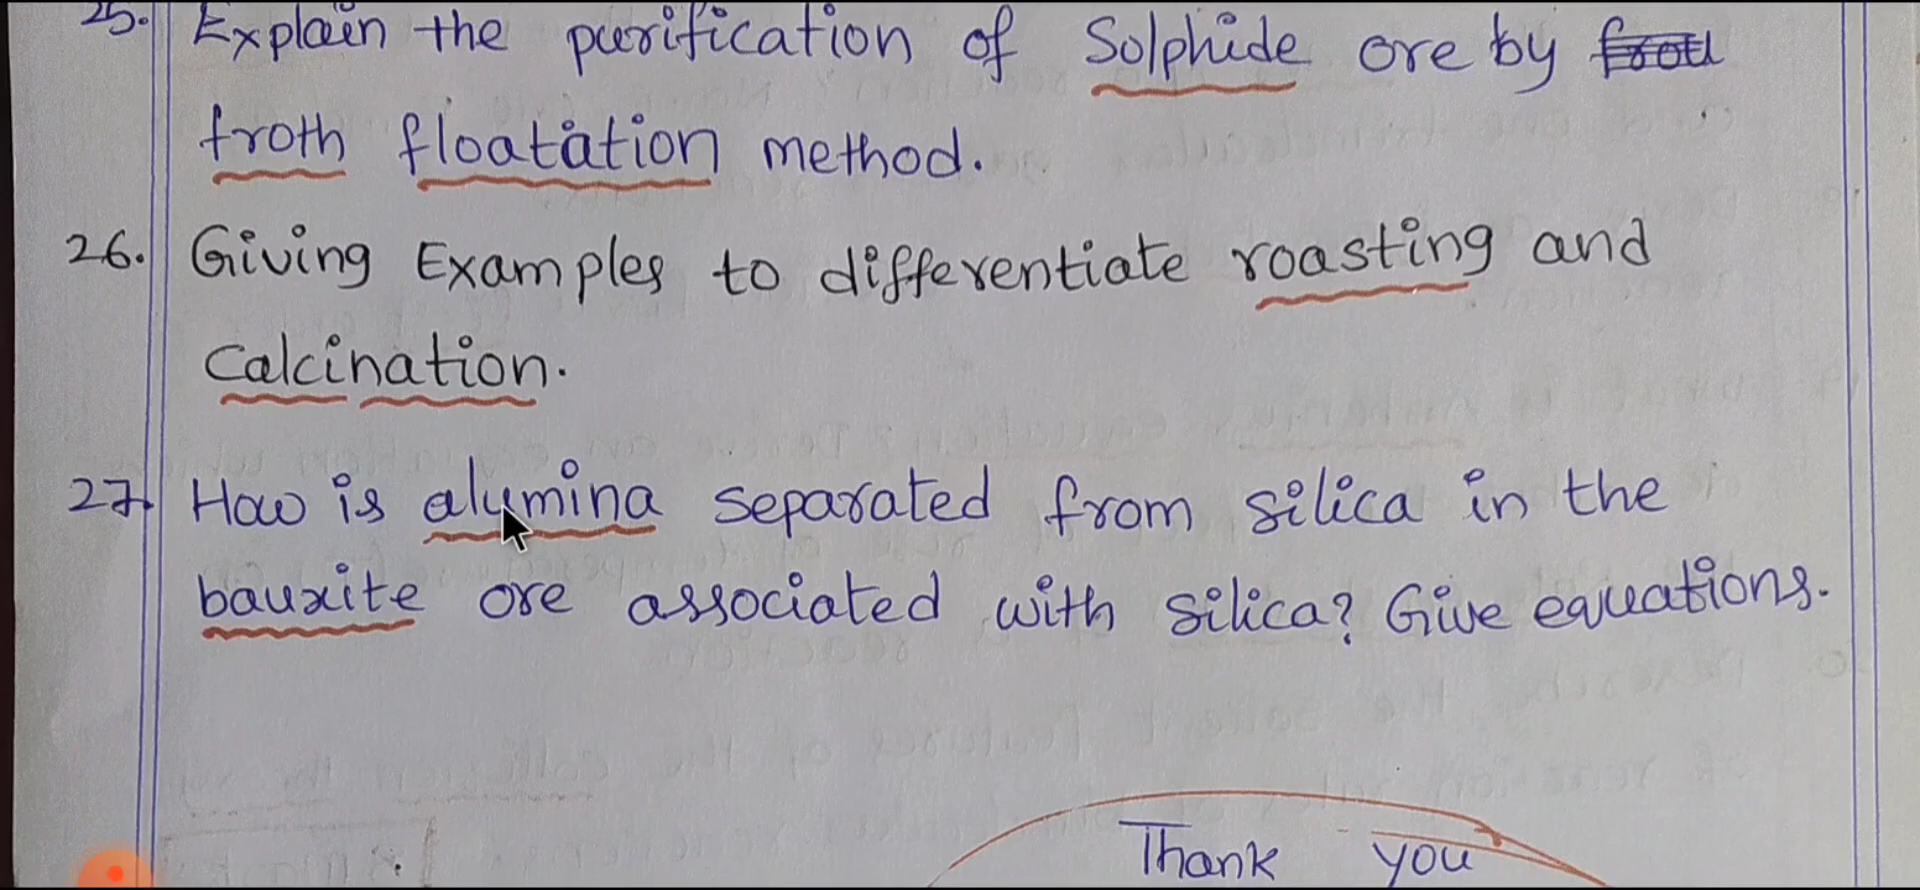 25. Explain the purification of Solphide ore by
froth floatation method.
26. Giving Examples to differentiate roasting and
Calcination.
27. How is alumina separated from silica in the
bauxite ore associated with silica? Give equations.
Thank you